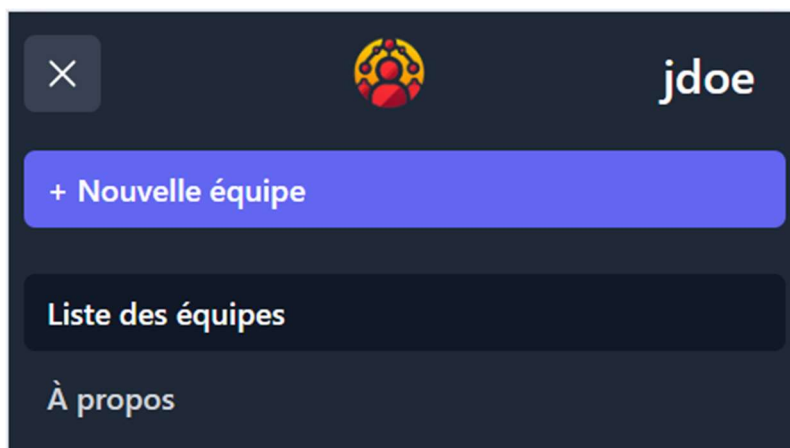 jdoe
+ Nouvelle équipe
Liste des équipes
À propos